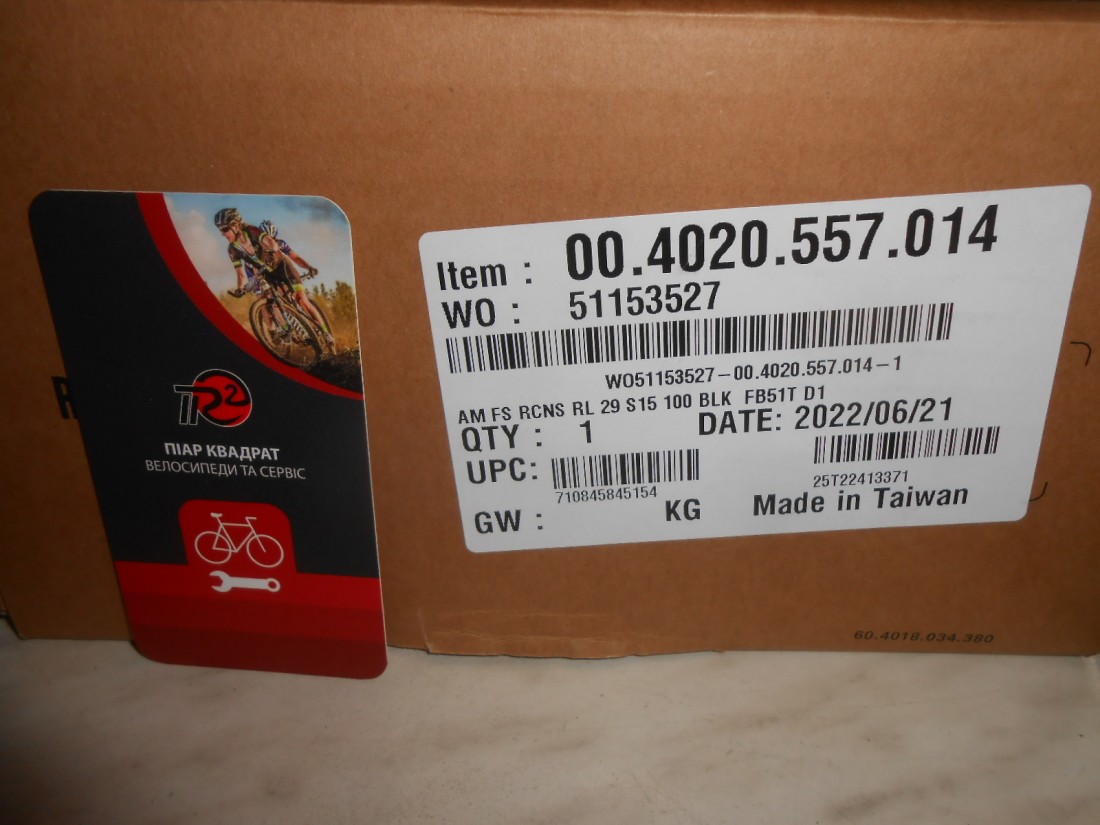 R
ПR2
ПІАР КВАДРАТ
ВЕЛОСИПЕДИ ТА СЕРВІС
Item : 00.4020.557.014
WO : 51153527
WO51153527-00.4020.557.014-1
AM FS RCNS RL 29 S15 100 BLK FB51T D1
QTY : 1 DATE: 2022/06/21
UPC: 710845845154
25T22413371
GW : KG Made in Taiwan
60.4018.034.380